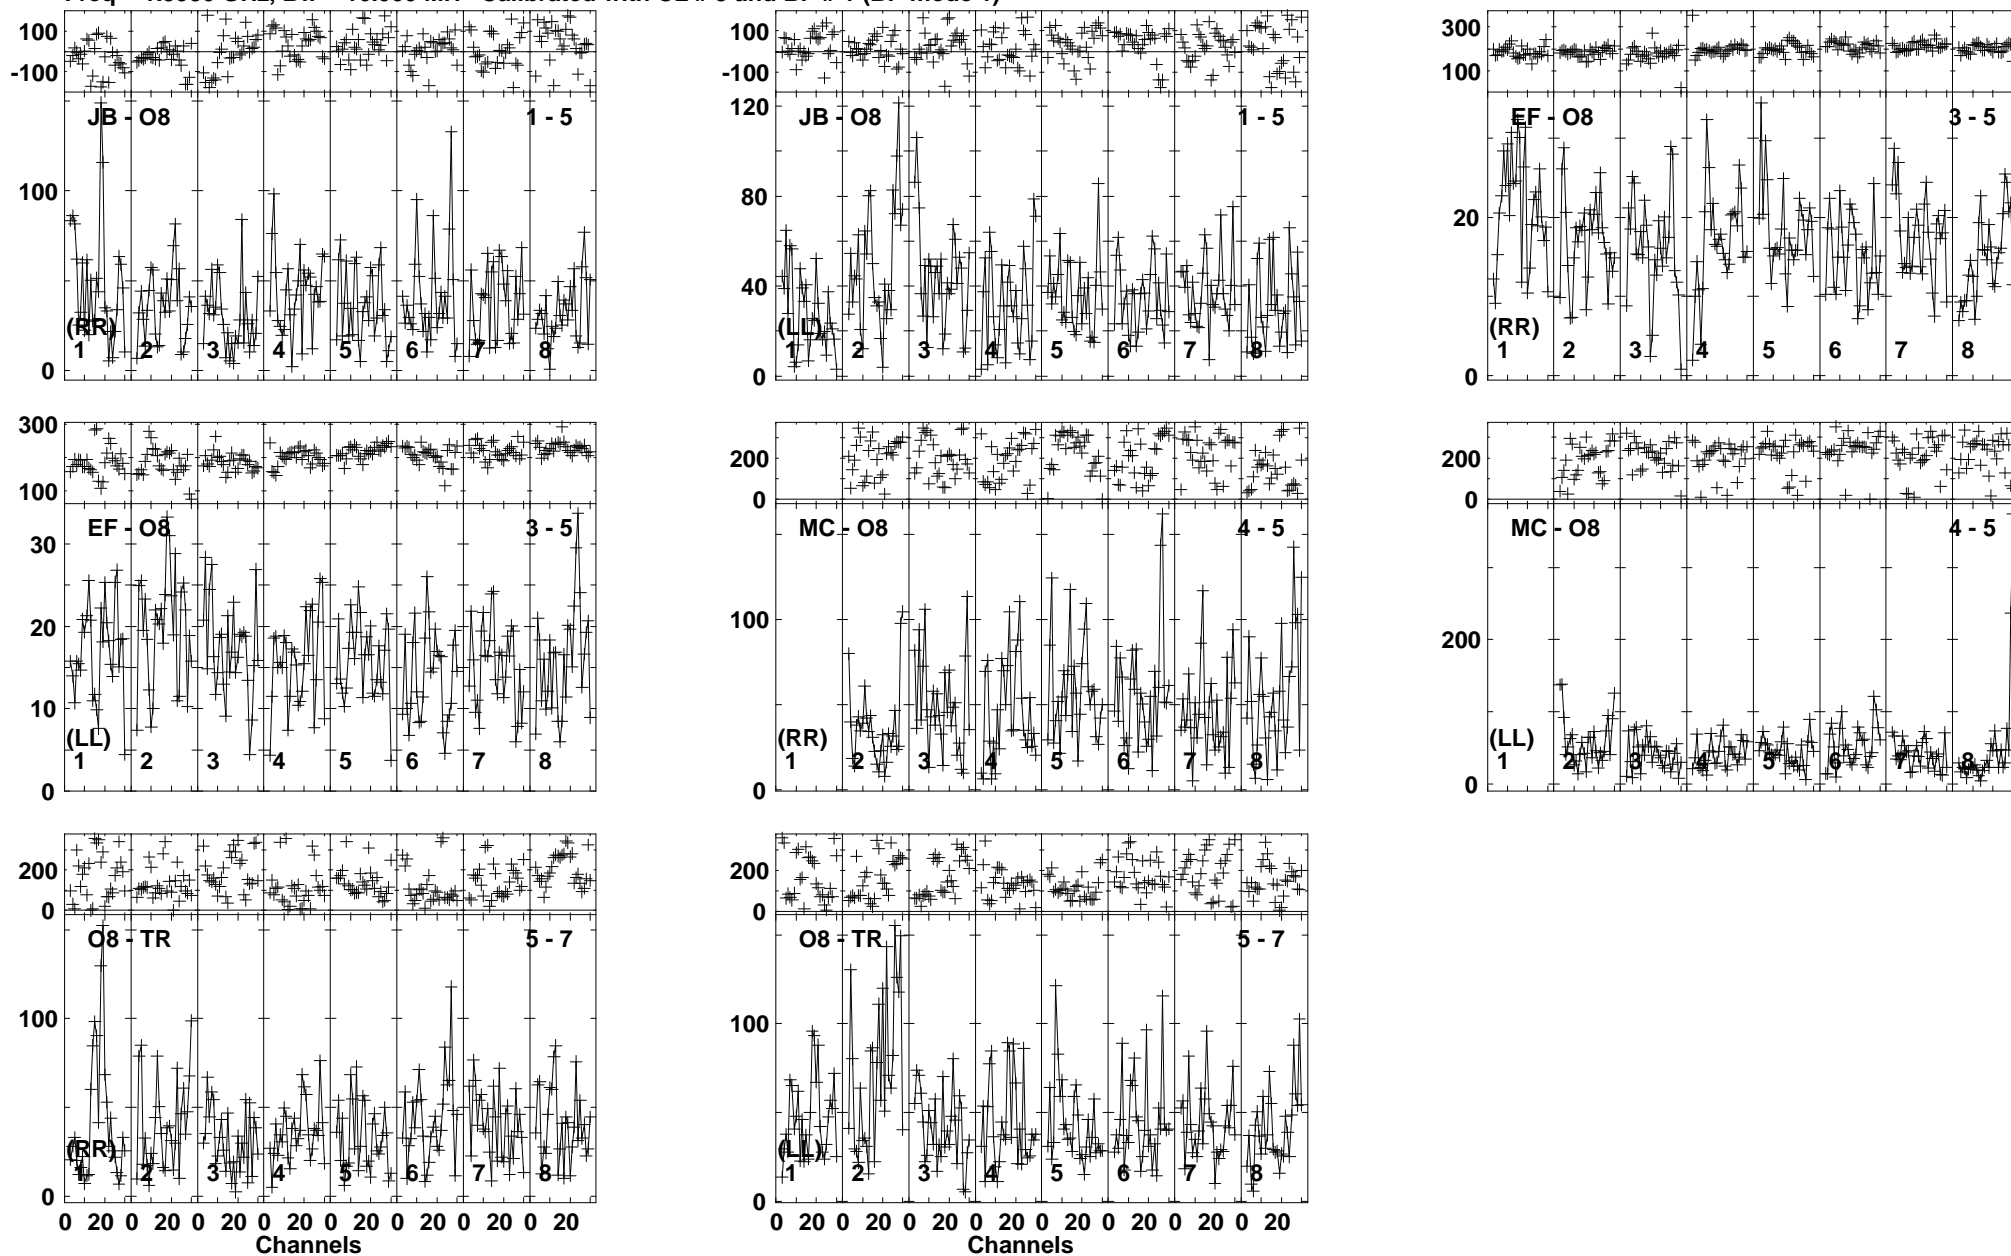 100 -100 100 -100 300 100
JB - O8 1 - 5 JB - O8 1 - 5 EF - O8 3 - 5
100 0 120 80 40 0 20 0
(RR) (LL) (RR)
1 2 3 4 5 6 7 8 1 2 3 4 5 6 7 8 1 2 3 4 5 6 7 8
300 100 200 0 200 0
EF - O8 3 - 5 MC - O8 4 - 5 MC - O8 4 - 5
30 20 10 0 100 0 200 0
(LL) (RR) (LL)
1 2 3 4 5 6 7 8 1 2 3 4 5 6 7 8 1 2 3 4 5 6 7 8
200 0 200 0
O8 - TR 5 - 7 O8 - TR 5 - 7
100 0 100 0
(RR) (LL)
1 2 3 4 5 6 7 8 1 2 3 4 5 6 7 8
0 20 0 20 0 20 0 20 0 20 0 20 0 20 0 20 0 20 0 20 0 20 0 20 0 20 0 20 0 20 0 20
Channels Channels